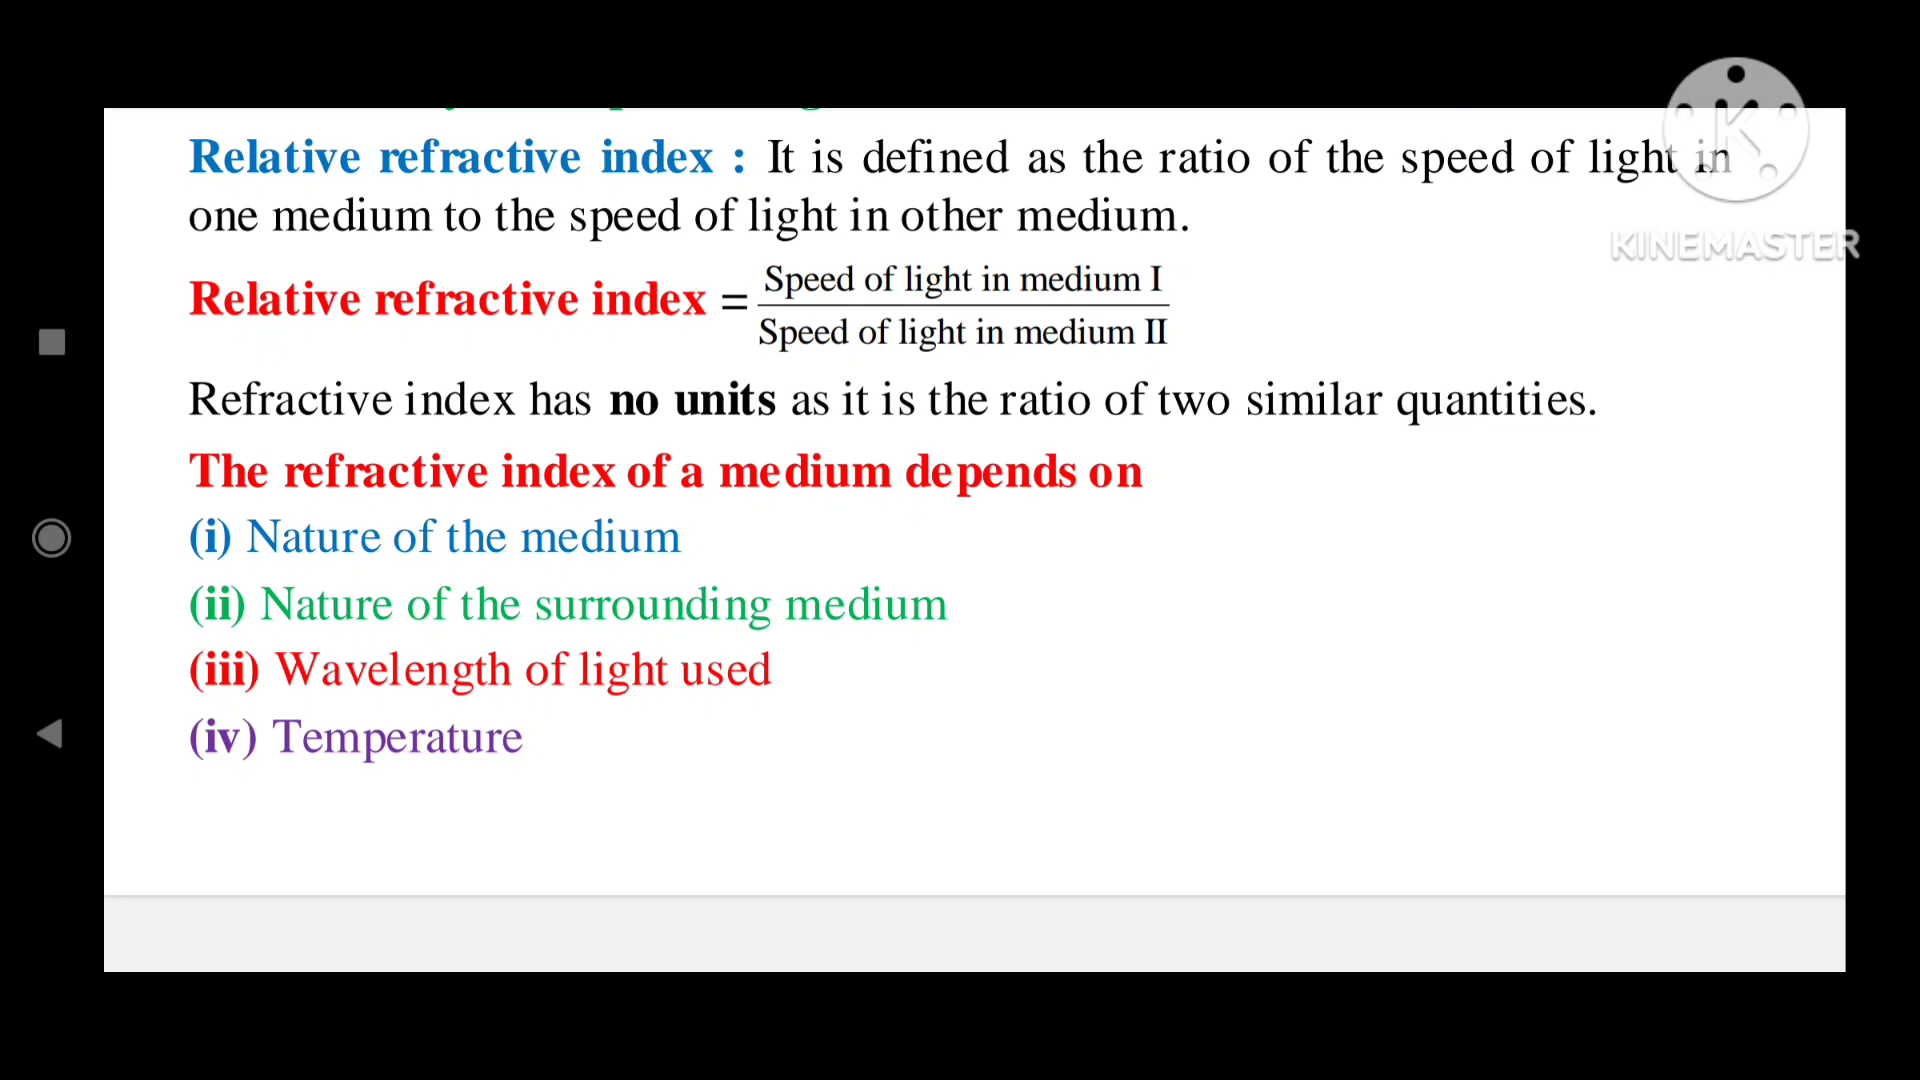 Relative refractive index : It is defined as the ratio of the speed of light in
one medium to the speed of light in other medium.
Relative refractive index = Speed of light in medium I
Speed of light in medium II
Refractive index has no units as it is the ratio of two similar quantities.
The refractive index of a medium depends on
(i) Nature of the medium
(ii) Nature of the surrounding medium
(iii) Wavelength of light used
(iv) Temperature
K
KINEMASTER